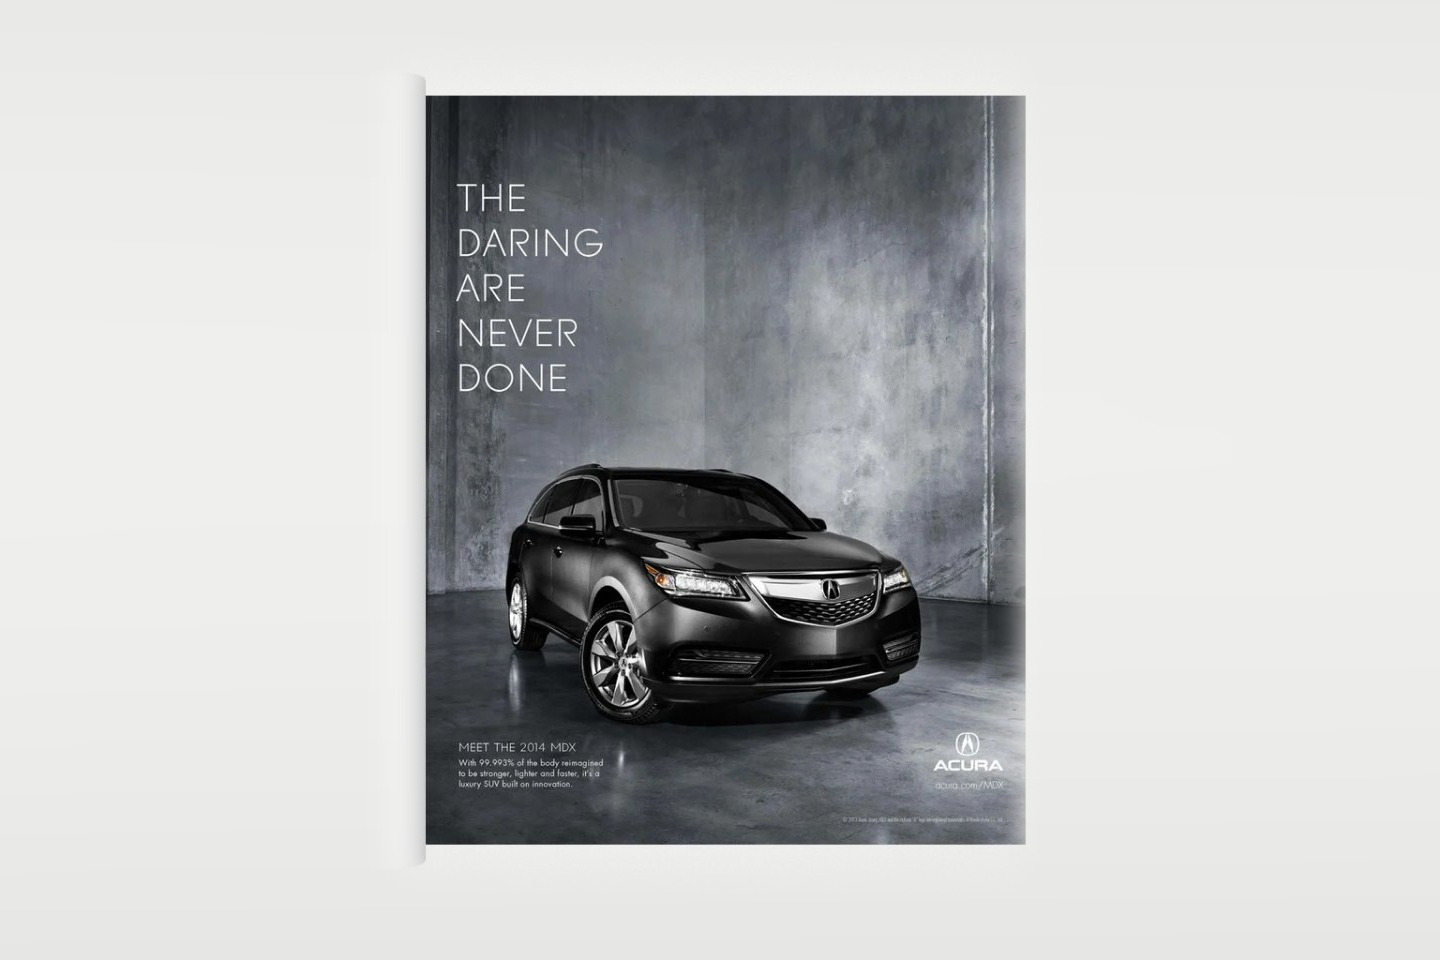 THE
DARING
ARE
NEVER
DONE
MEET THE 2014 MDX
With 99.993% of the body reimagined
to be stronger, lighter and faster, it's a
luxury SUV built on innovation.
ACURA
acura.com/MDX